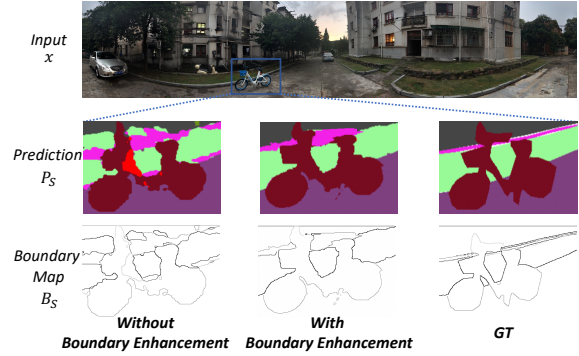 Input
x
Prediction
P_S
Boundary
Map
B_S
Without
Boundary Enhancement
With
Boundary Enhancement
GT